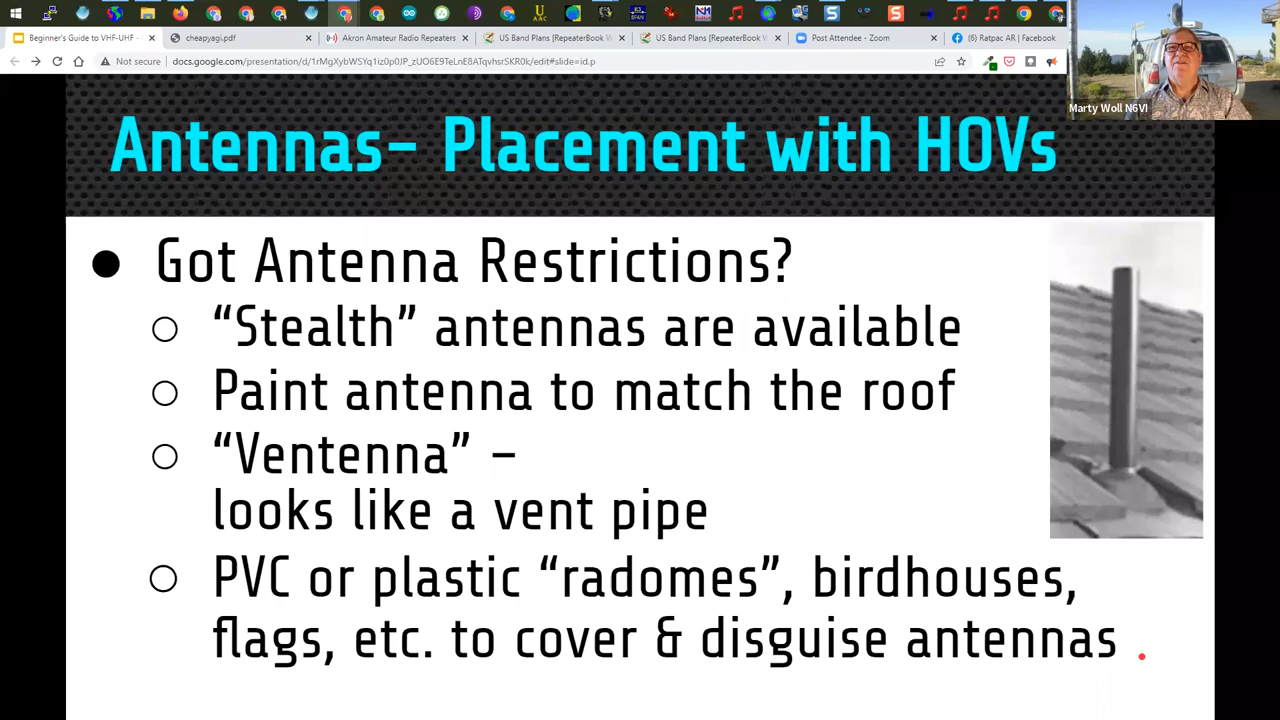 Beginner's Guide to VHF-UHF -
cheapyagi.pdf
Akron Amateur Radio Repeaters
US Band Plans [RepeaterBook W
US Band Plans [RepeaterBook W
Post Attendee - Zoom
(6) Ratpac AR | Facebook
Not secure
docs.google.com/presentation/d/1rMgXybWSYq1iz0p0JP_zUO6E9TeLnE8ATqvhsrSKR0k/edit#slide=id.p
Marty Woll N6VI
Antennas– Placement with HOVs
Got Antenna Restrictions?
“Stealth” antennas are available
Paint antenna to match the roof
“Ventenna” –
looks like a vent pipe
PVC or plastic “radomes”, birdhouses,
flags, etc. to cover & disguise antennas